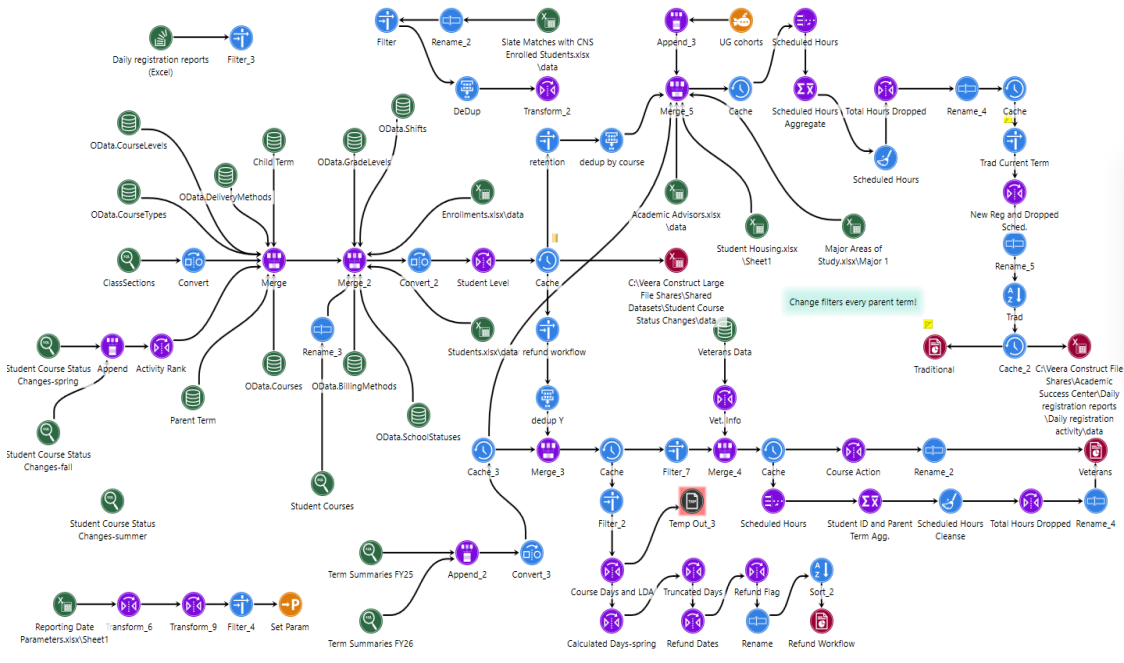 Daily registration reports
(Excel)
Filter_3
Filter
Rename_2
Slate Matches with CNS
Enrolled Students.xlsx
\data
DeDup
Transform_2
Append_3
UG cohorts
Scheduled Hours
Merge_5
Cache
Scheduled Hours
Aggregate
Total Hours Dropped
Rename_4
Cache
Scheduled Hours
Trad Current Term
New Reg and Dropped
Sched.
Rename_5
Trad
Cache_2
Traditional
C:\Veera Construct File
Shares\Academic
Success Center\Daily
registration reports
\Daily registration
activity\data
Change filters every parent term!
OData.CourseLevels
OData.CourseTypes
OData.DeliveryMethods
Child Term
OData.GradeLevels
OData.Shifts
retention
dedup by course
Enrollments.xlsx\data
Academic Advisors.xlsx
\data
Student Housing.xlsx
\Sheet1
Major Areas of
Study.xlsx\Major 1
ClassSections
Convert
Merge
Merge_2
Convert_2
Student Level
Cache
C:\Veera Construct Large
File Shares\Shared
Datasets\Student Course
Status Changes\data
Student Course Status
Changes-spring
Append
Activity Rank
Rename_3
Students.xlsx\data
refund workflow
Veterans Data
Parent Term
OData.Courses
OData.BillingMethods
OData.SchoolStatuses
dedup Y
Vet. Info
Student Course Status
Changes-fall
Cache_3
Merge_3
Cache
Filter_7
Merge_4
Cache
Course Action
Rename_2
Veterans
Student Courses
Student Course Status
Changes-summer
Filter_2
Temp Out_3
Scheduled Hours
Student ID and Parent
Term Agg.
Scheduled Hours
Cleanse
Total Hours Dropped
Rename_4
Term Summaries FY25
Append_2
Convert_3
Course Days and LDA
Truncated Days
Refund Flag
Sort_2
Reporting Date
Parameters.xlsx\Sheet1
Transform_6
Transform_9
Filter_4
Set Param
Term Summaries FY26
Calculated Days-spring
Refund Dates
Rename
Refund Workflow